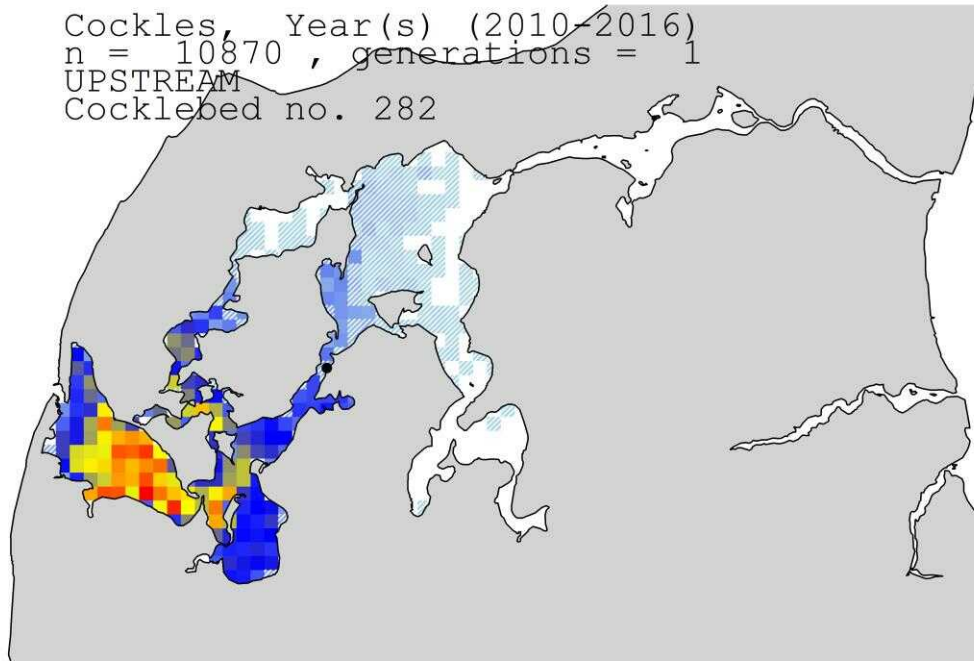 Cockles, Year(s) (2010-2016)
n = 10870 , generations = 1
UPSTREAM
Cocklebed no. 282